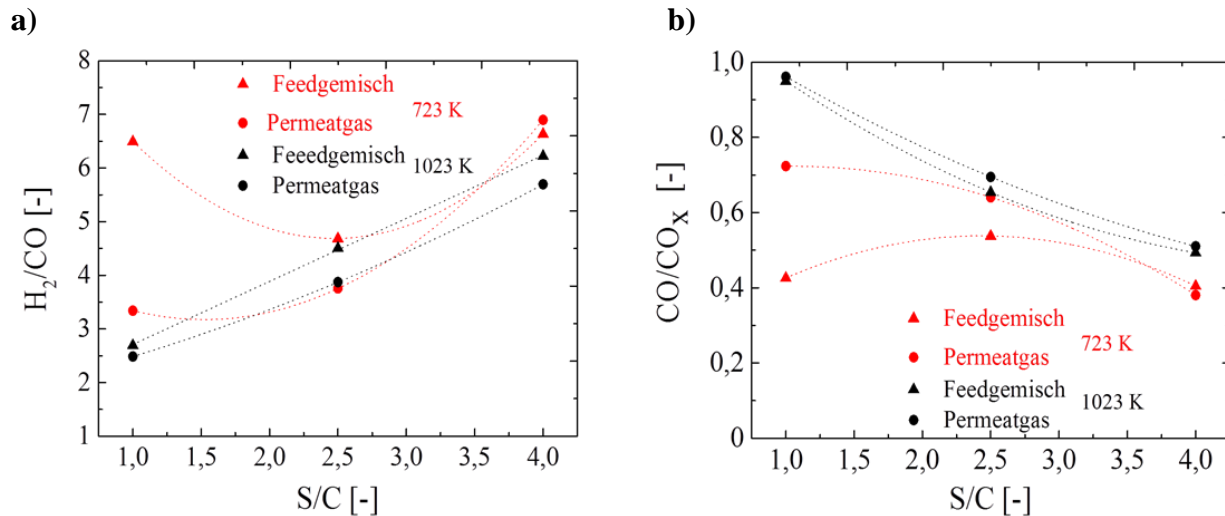 a)
8
7
6
5
4
3
2
1
H₂/CO [-]
Feedgemisch
723 K
Permeatgas
Feeedgemisch
1023 K
Permeatgas
1,0 1,5 2,0 2,5 3,0 3,5 4,0
S/C [-]
b)
1,0
0,8
0,6
0,4
0,2
0
CO/COₓ [-]
Feedgemisch
723 K
Permeatgas
Feedgemisch
1023 K
Permeatgas
1,0 1,5 2,0 2,5 3,0 3,5 4,0
S/C [-]